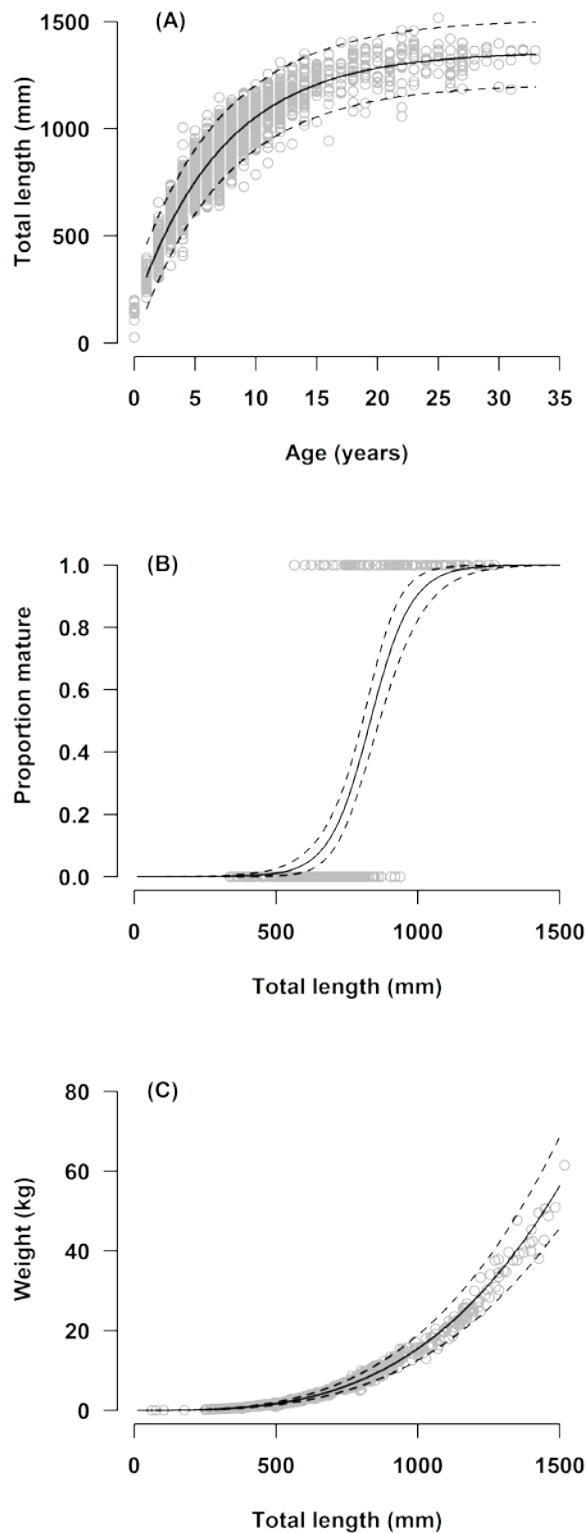 (A)
1500
1000
500
0
Total length (mm)
0 5 10 15 20 25 30 35
Age (years)
(B)
1.0
0.8
0.6
0.4
0.2
0.0
Proportion mature
0 500 1000 1500
Total length (mm)
(C)
80
60
40
20
0
Weight (kg)
0 500 1000 1500
Total length (mm)